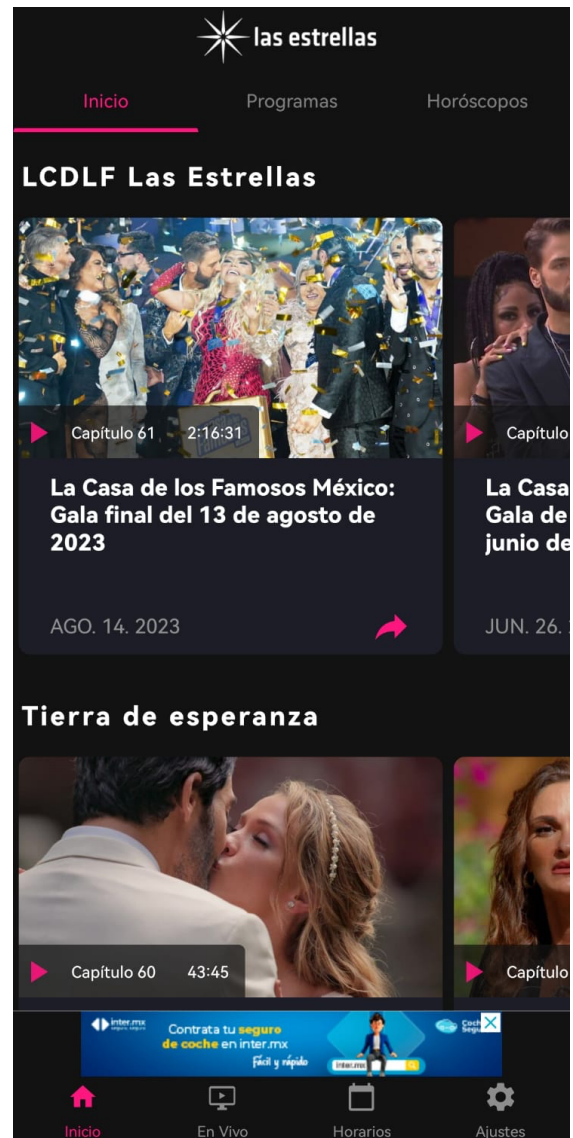 las estrellas
Inicio Programas Horóscopos
LCDLF Las Estrellas
Capítulo 61 2:16:31
Capítulo
La Casa de los Famosos México:
Gala final del 13 de agosto de
2023
La Casa
Gala de
junio de
AGO. 14. 2023
JUN. 26.
Tierra de esperanza
Capítulo 60 43:45
Capítulo
inter.mx
Contrata tu seguro
de coche en inter.mx
Fácil y rápido
inter.mx
Inicio En Vivo Horarios Ajustes